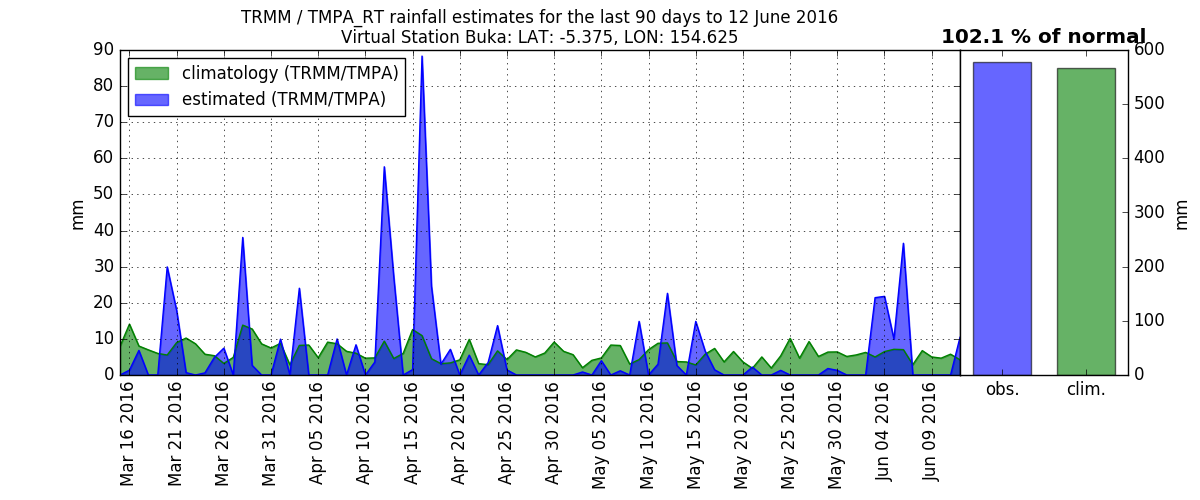 TRMM / TMPA_RT rainfall estimates for the last 90 days to 12 June 2016
Virtual Station Buka: LAT: -5.375, LON: 154.625
102.1 % of normal
climatology (TRMM/TMPA)
estimated (TRMM/TMPA)
90
80
70
60
50
40
30
20
10
0
mm
Mar 16 2016
Mar 21 2016
Mar 26 2016
Mar 31 2016
Apr 05 2016
Apr 10 2016
Apr 15 2016
Apr 20 2016
Apr 25 2016
Apr 30 2016
May 05 2016
May 10 2016
May 15 2016
May 20 2016
May 25 2016
May 30 2016
Jun 04 2016
Jun 09 2016
600
500
400
300
200
100
0
mm
obs.
clim.